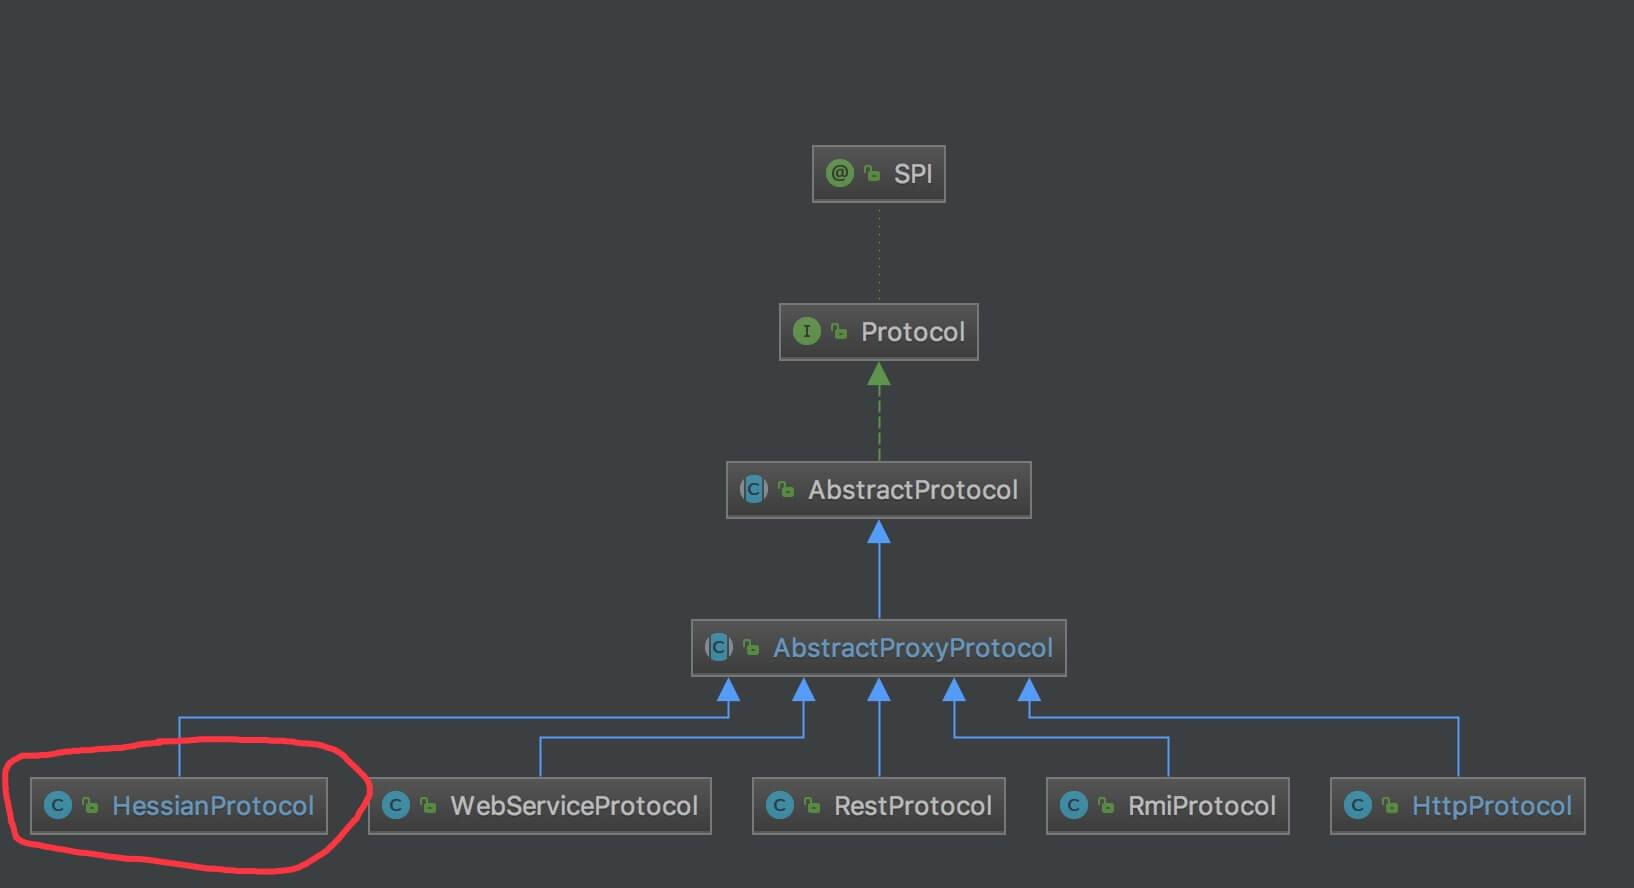 @ SPI
I Protocol
C AbstractProtocol
C AbstractProxyProtocol
C HessianProtocol
C WebServiceProtocol
C RestProtocol
C RmiProtocol
C HttpProtocol